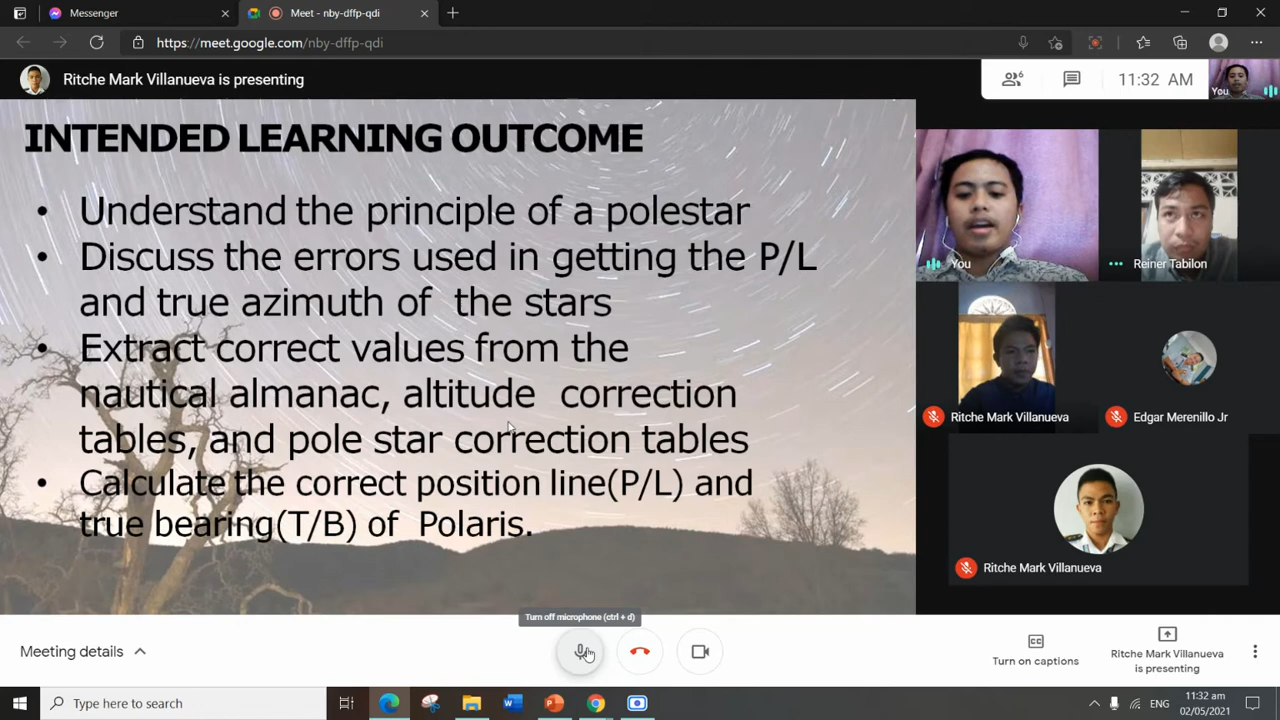 Messenger
Meet - nby-dffp-qdi
https://meet.google.com/nby-dffp-qdi
Ritche Mark Villanueva is presenting
6
11:32 AM
You
INTENDED LEARNING OUTCOME
• Understand the principle of a polestar
• Discuss the errors used in getting the P/L
and true azimuth of the stars
• Extract correct values from the
nautical almanac, altitude correction
tables, and pole star correction tables
• Calculate the correct position line(P/L) and
true bearing(T/B) of Polaris.
You
Reiner Tabilon
Ritche Mark Villanueva
Edgar Merenillo Jr
Ritche Mark Villanueva
Turn off microphone (ctrl + d)
Meeting details
CC
Turn on captions
Ritche Mark Villanueva
is presenting
Type here to search
ENG
11:32 am
02/05/2021